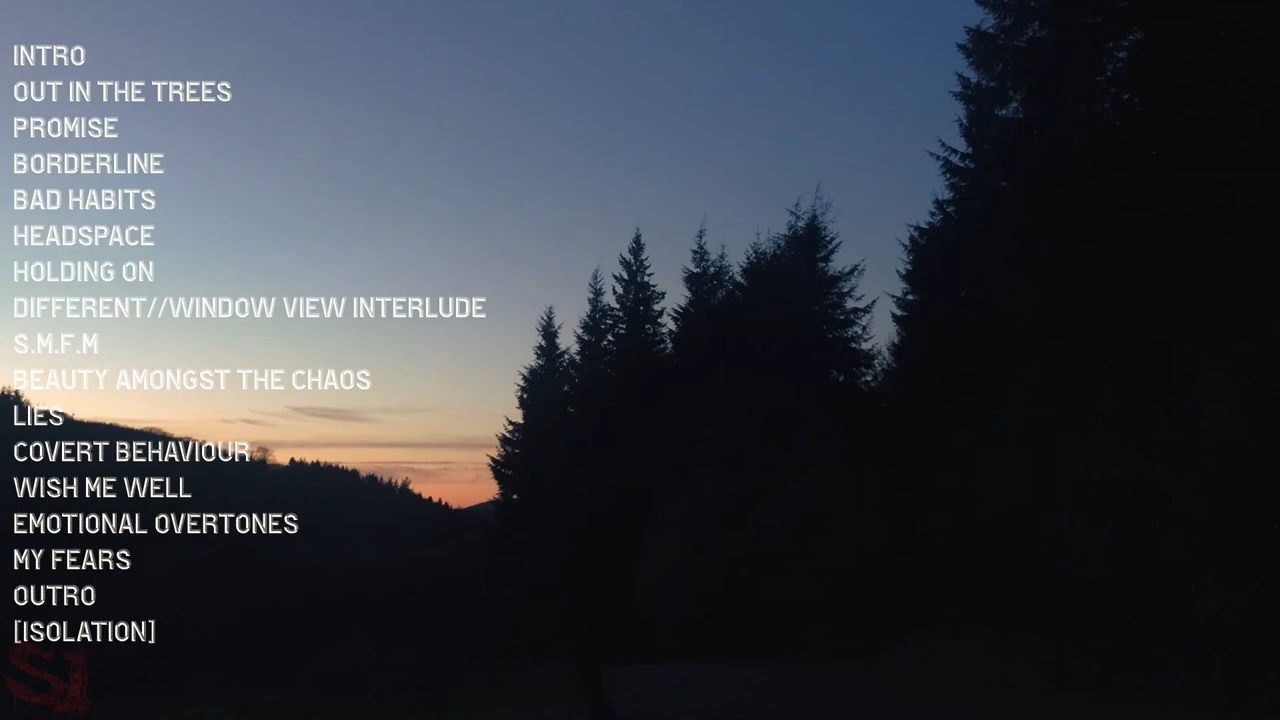 INTRO
OUT IN THE TREES
PROMISE
BORDERLINE
BAD HABITS
HEADSPACE
HOLDING ON
DIFFERENT//WINDOW VIEW INTERLUDE
S.M.F.M
BEAUTY AMONGST THE CHAOS
LIES
COVERT BEHAVIOUR
WISH ME WELL
EMOTIONAL OVERTONES
MY FEARS
OUTRO
[ISOLATION]